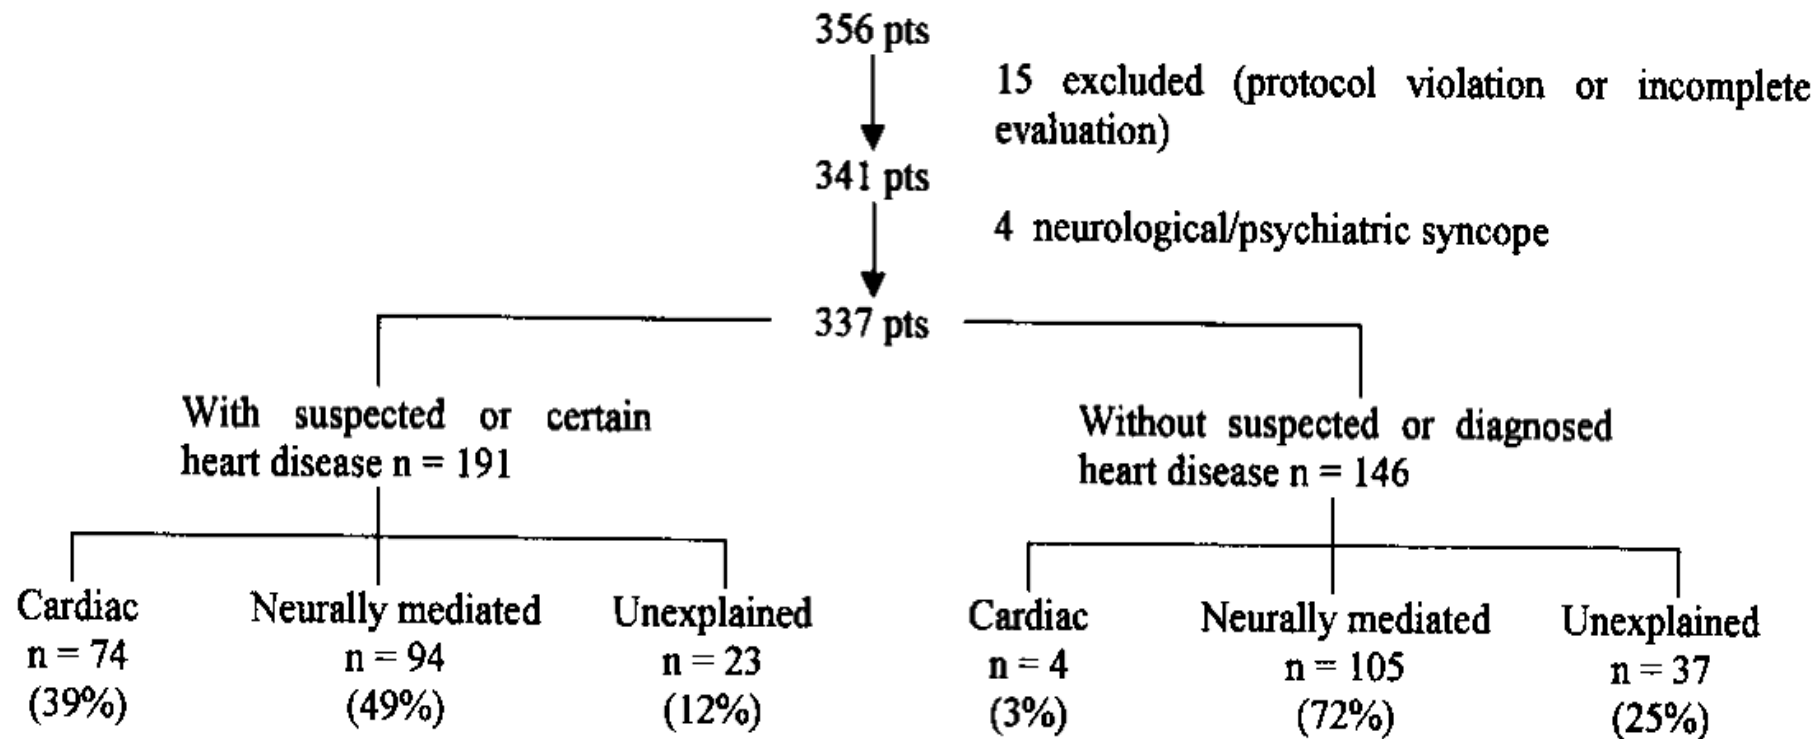 356 pts
15 excluded (protocol violation or incomplete
evaluation)
341 pts
4 neurological/psychiatric syncope
337 pts
With suspected or certain
heart disease n = 191
Without suspected or diagnosed
heart disease n = 146
Cardiac
n = 74
(39%)
Neurally mediated
n = 94
(49%)
Unexplained
n = 23
(12%)
Cardiac
n = 4
(3%)
Neurally mediated
n = 105
(72%)
Unexplained
n = 37
(25%)